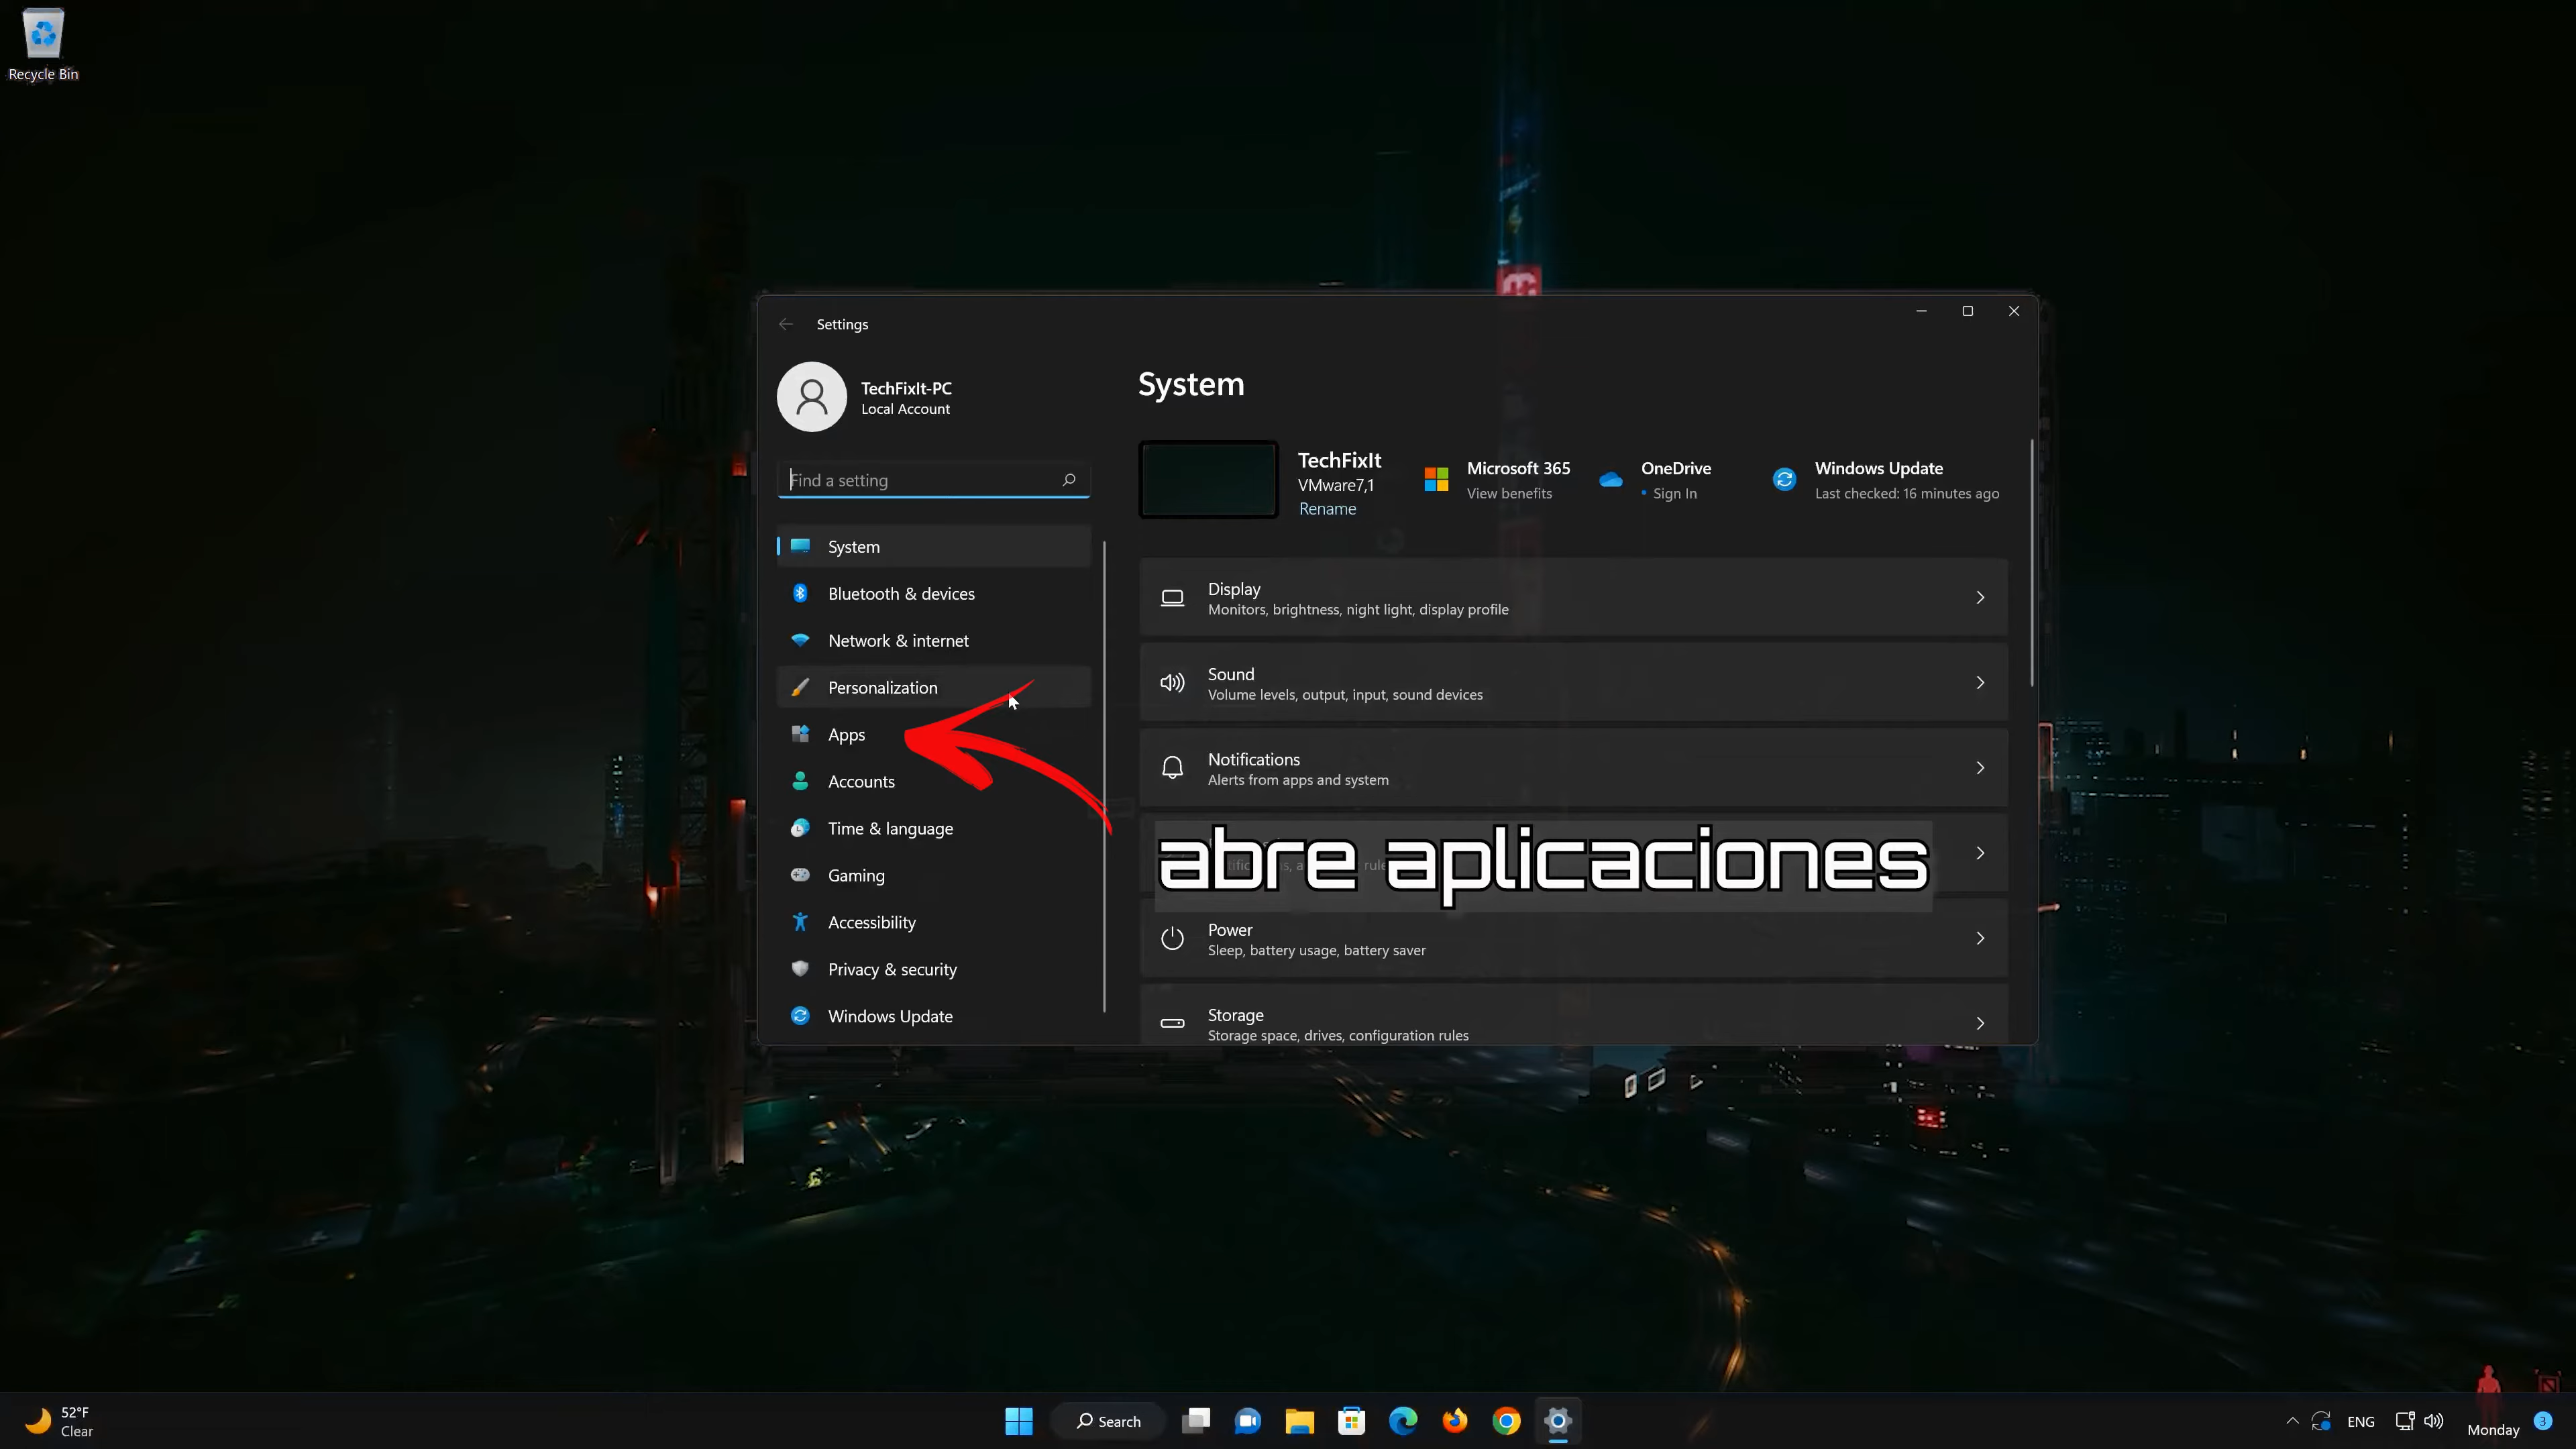 Recycle Bin
Settings
TechFixIt-PC
Local Account
Find a setting
System
Bluetooth & devices
Network & internet
Personalization
Apps
Accounts
Time & language
Gaming
Accessibility
Privacy & security
Windows Update
System
TechFixIt
VMware7,1
Rename
Microsoft 365
View benefits
OneDrive
• Sign In
Windows Update
Last checked: 16 minutes ago
Display
Monitors, brightness, night light, display profile
Sound
Volume levels, output, input, sound devices
Notifications
Alerts from apps and system
abre aplicaciones
Power
Sleep, battery usage, battery saver
Storage
Storage space, drives, configuration rules
52°F
Clear
Search
ENG
Monday
3